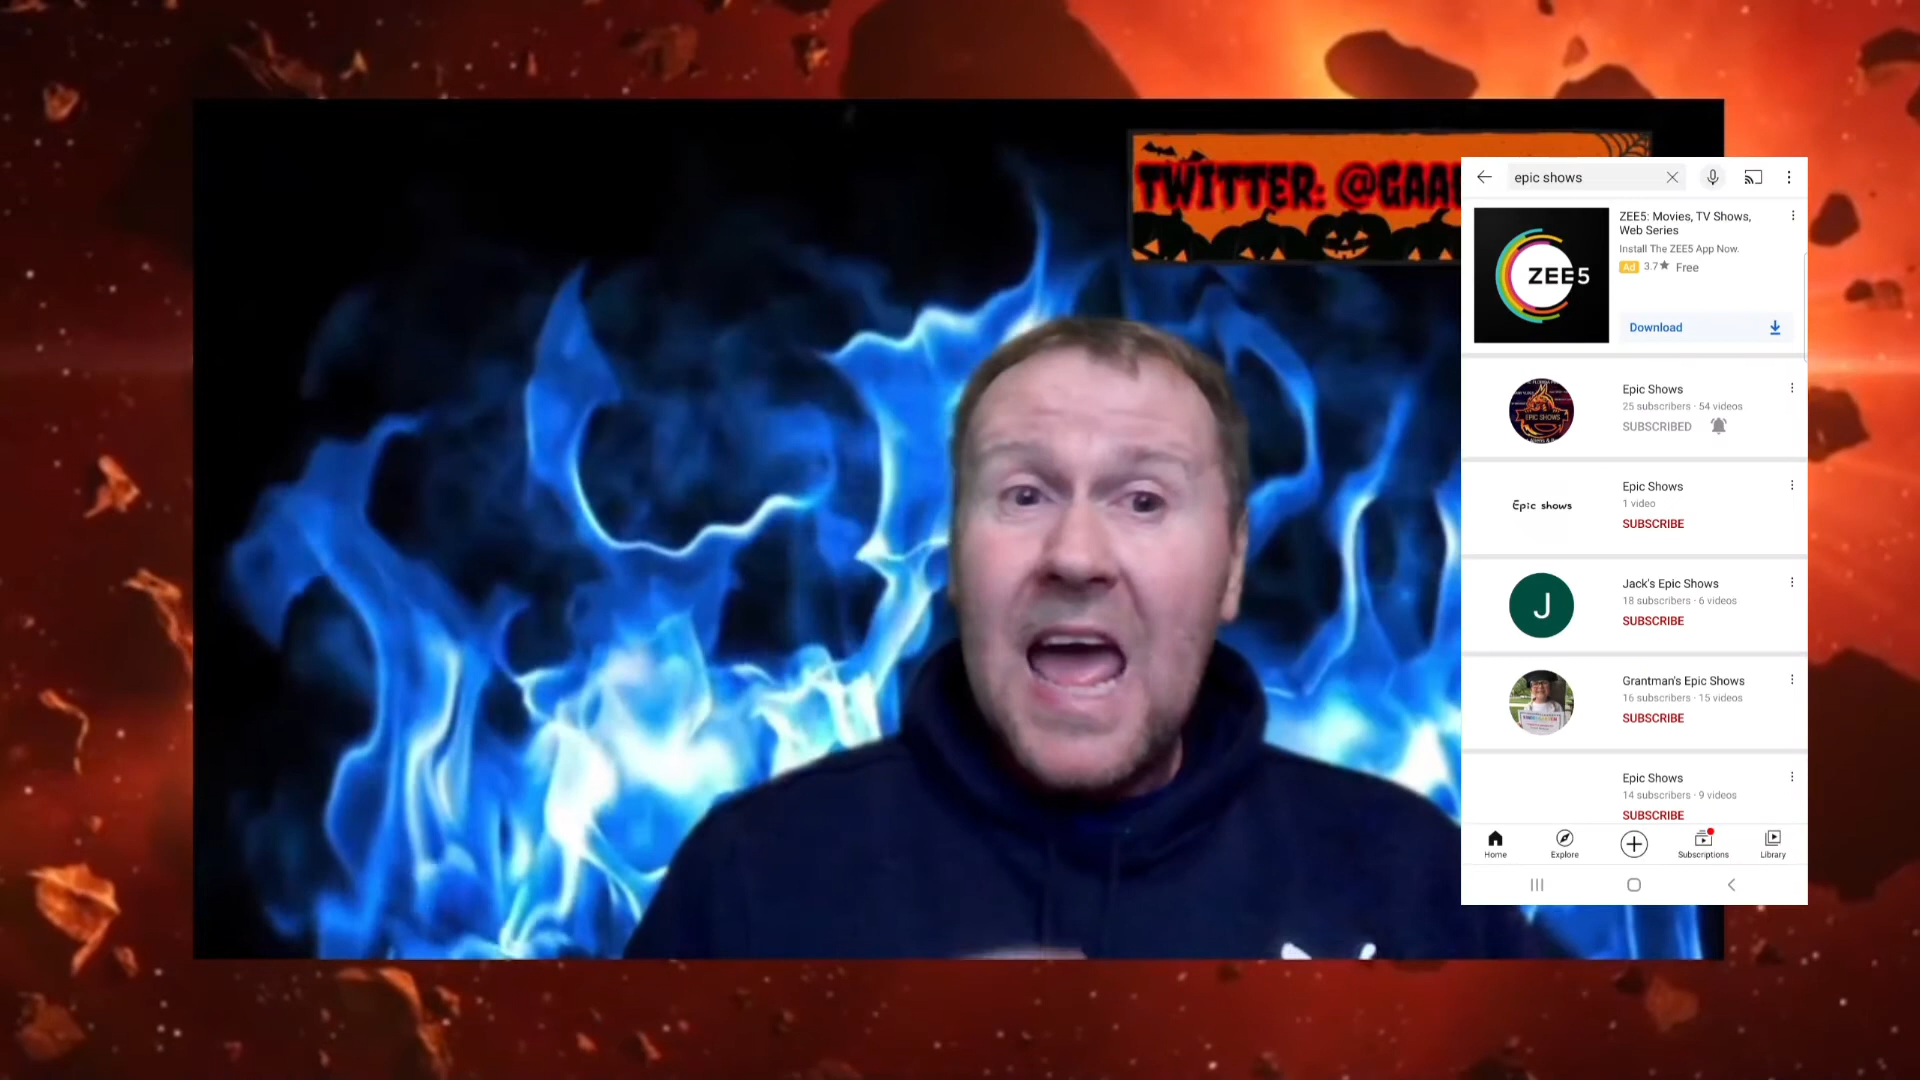 TWITTER: @GAA
epic shows
ZEE5
ZEE5: Movies, TV Shows,
Web Series
Install The ZEE5 App Now.
Ad 3.7★ Free
Download
EPIC SHOWS
Epic Shows
25 subscribers · 54 videos
SUBSCRIBED
Epic shows
Epic Shows
1 video
SUBSCRIBE
J
Jack's Epic Shows
18 subscribers · 6 videos
SUBSCRIBE
Grantman's Epic Shows
16 subscribers · 15 videos
SUBSCRIBE
Epic Shows
14 subscribers · 9 videos
SUBSCRIBE
Home
Explore
Subscriptions
Library